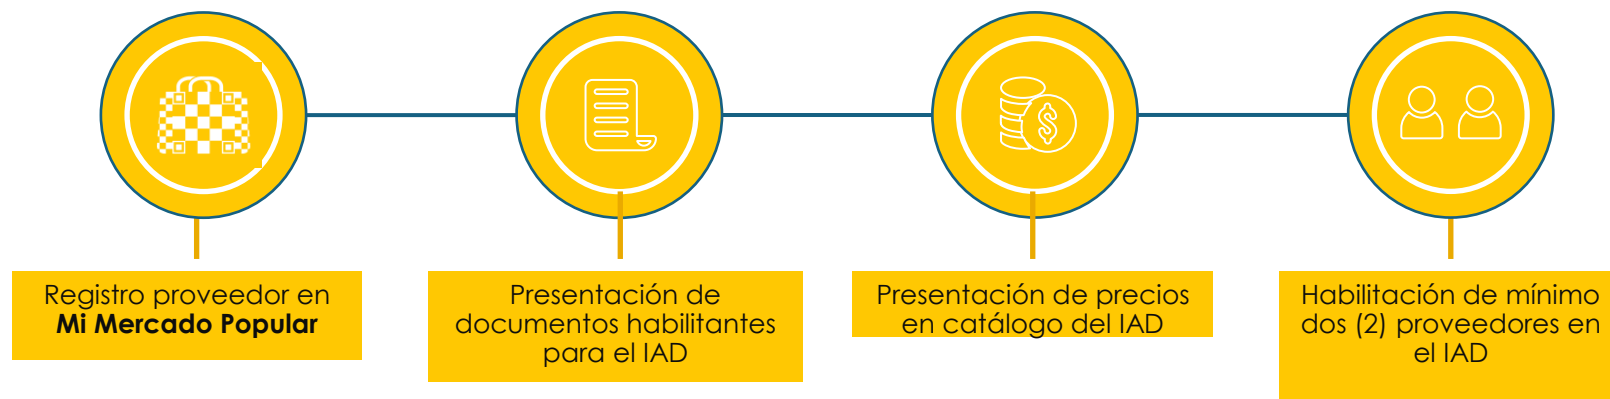 Registro proveedor en
Mi Mercado Popular
Presentación de
documentos habilitantes
para el IAD
Presentación de precios
en catálogo del IAD
Habilitación de mínimo
dos (2) proveedores en
el IAD